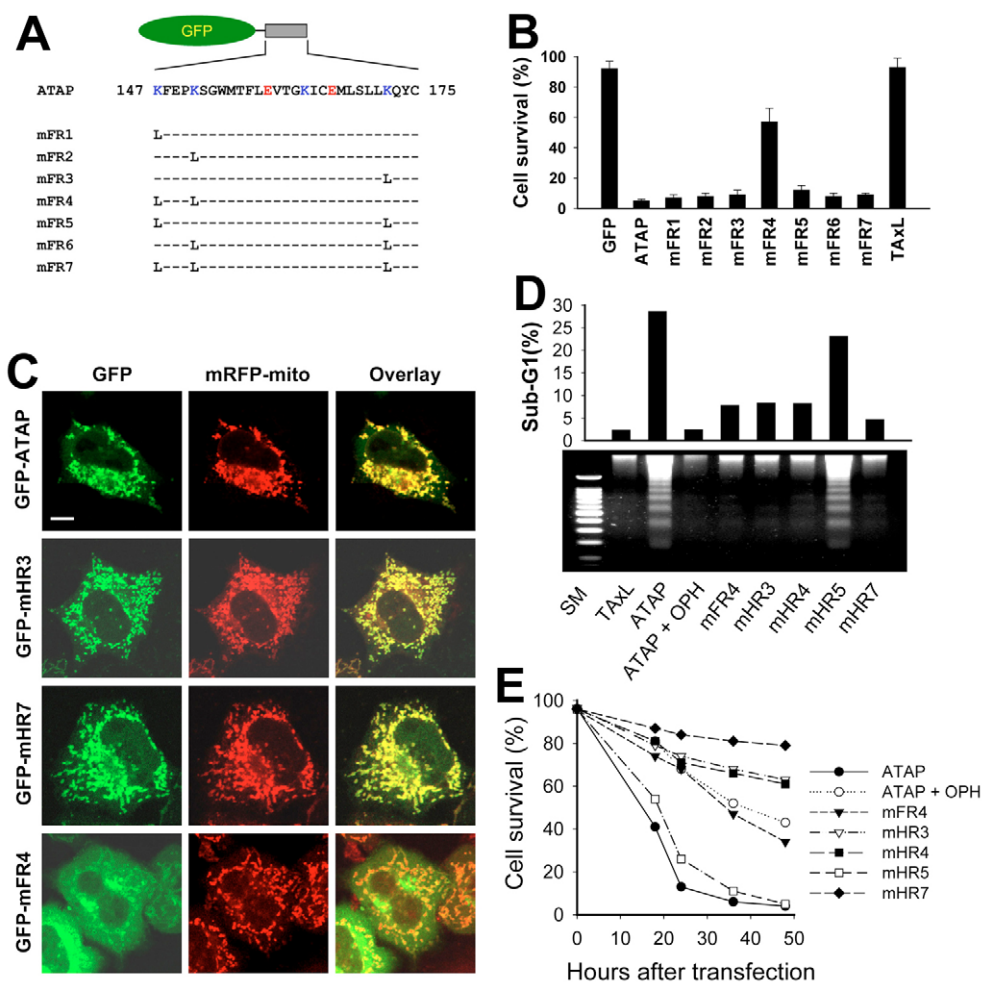 A
GFP
ATAP 147 KFEPKSGWMTFLEVTGKICEMLSLLKQYC 175
mFR1 L----------------------------
mFR2 ----L------------------------
mFR3 -------------------------L---
mFR4 L---L------------------------
mFR5 L------------------------L---
mFR6 ----L--------------------L---
mFR7 L---L--------------------L---
B
Cell survival (%)
100
80
60
40
20
0
GFP
ATAP
mFR1
mFR2
mFR3
mFR4
mFR5
mFR6
mFR7
TAxL
C
GFP mRFP-mito Overlay
GFP-ATAP
GFP-mHR3
GFP-mHR7
GFP-mFR4
D
Sub-G1(%)
30
25
20
15
10
5
0
SM
TAxL
ATAP
ATAP + OPH
mFR4
mHR3
mHR4
mHR5
mHR7
E
Cell survival (%)
100
80
60
40
20
0
0 10 20 30 40 50
Hours after transfection
ATAP
ATAP + OPH
mFR4
mHR3
mHR4
mHR5
mHR7